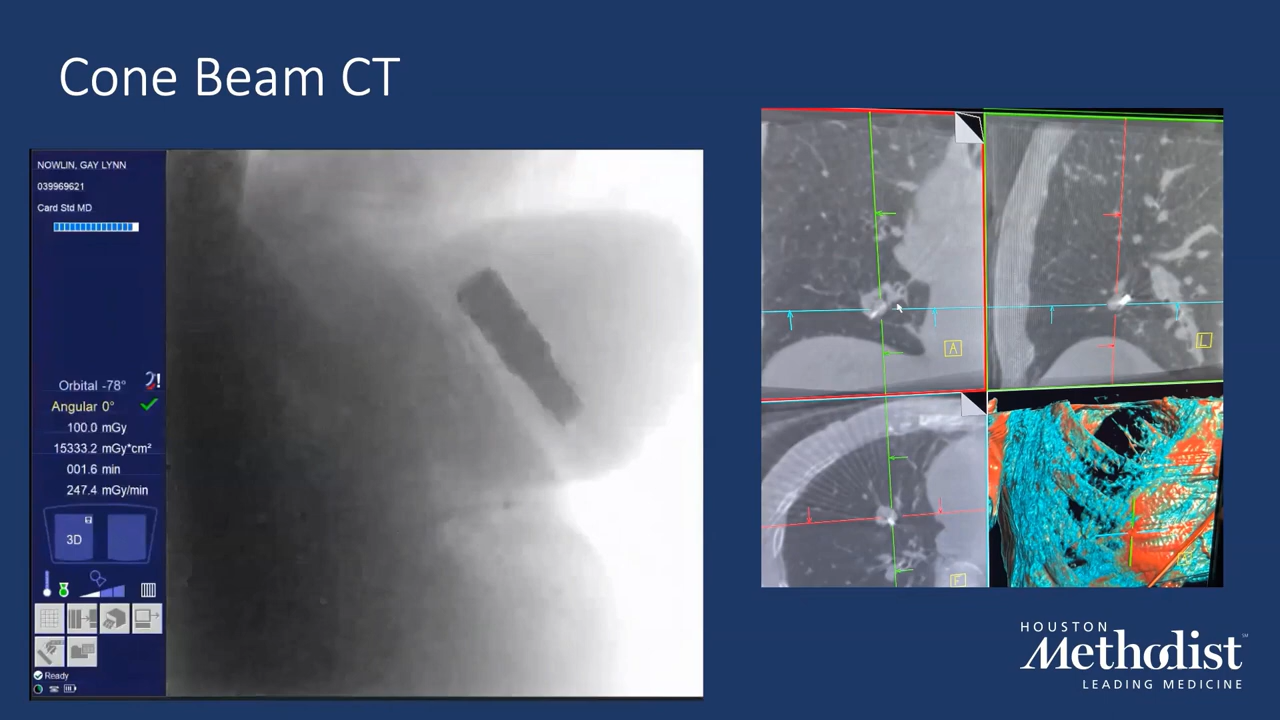 Cone Beam CT
NOWLIN, GAY LYNN
039969621
Card Std MD
Orbital -78°
Angular 0°
100.0 mGy
15333.2 mGy*cm²
001.6 min
247.4 mGy/min
3D
Ready
A
L
F
HOUSTON
Methodist
LEADING MEDICINE